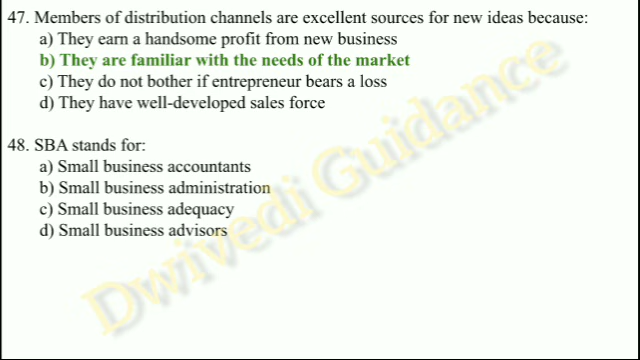 47. Members of distribution channels are excellent sources for new ideas because:
a) They earn a handsome profit from new business
b) They are familiar with the needs of the market
c) They do not bother if entrepreneur bears a loss
d) They have well-developed sales force
48. SBA stands for:
a) Small business accountants
b) Small business administration
c) Small business adequacy
d) Small business advisors
Dwivedi Guidance